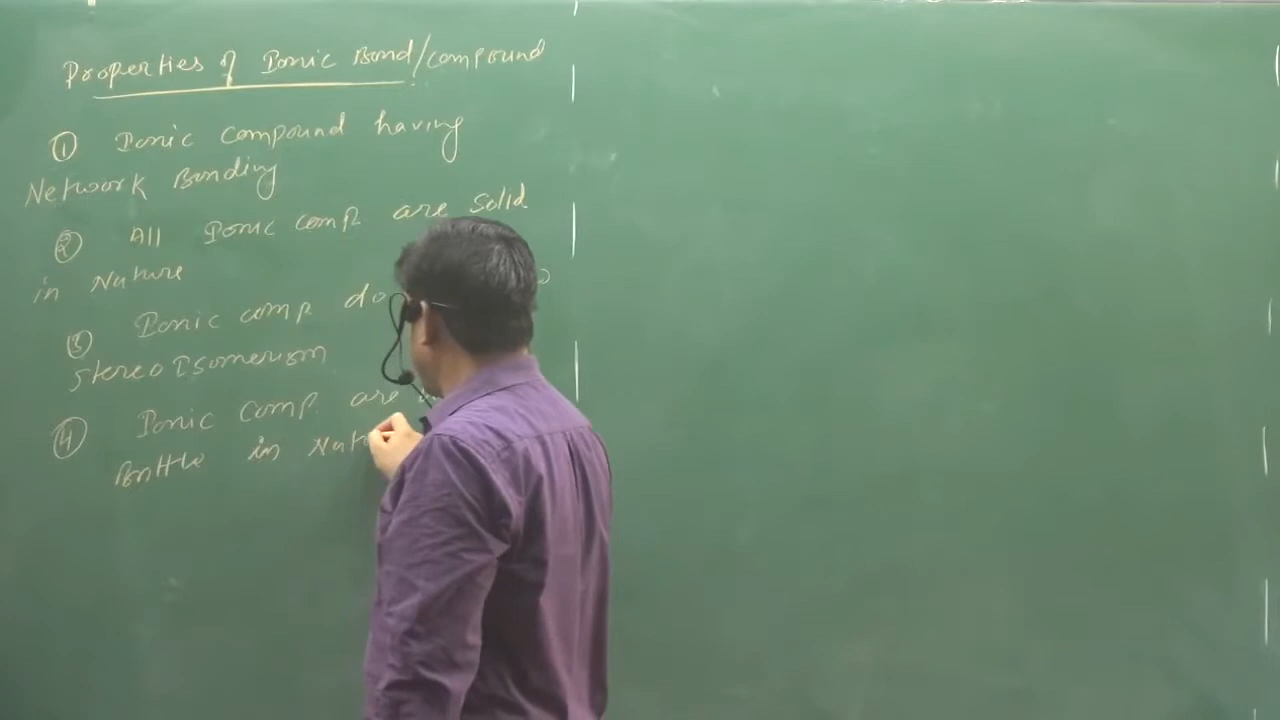 Properties of Ionic Bond/compound
① Ionic compound having
Network Bonding
② All Ionic comp. are solid
in Nature
③ Ionic comp. do
stereo Isomerism
④ Ionic comp. are
Brittle in